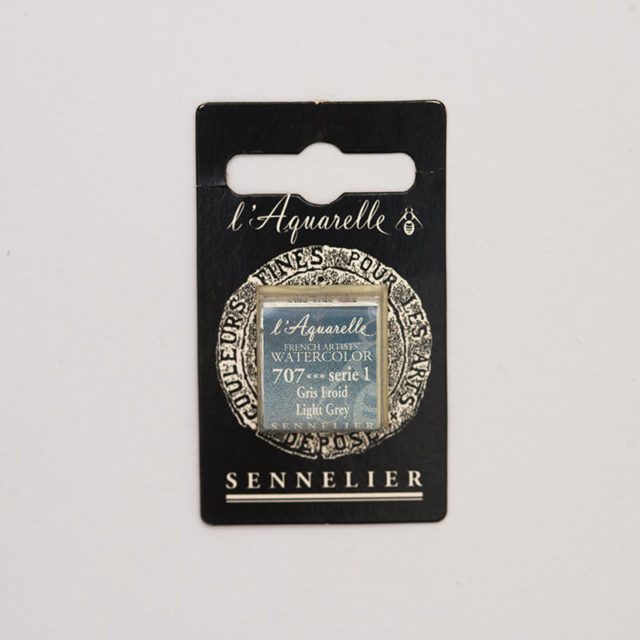 l'Aquarelle
COULEURS FINES POUR LES ARTS
DEPOSE
l'Aquarelle
FRENCH ARTISTS'
WATERCOLOR
707*** serie 1
Gris Froid
Light Grey
SENNELIER
SENNELIER